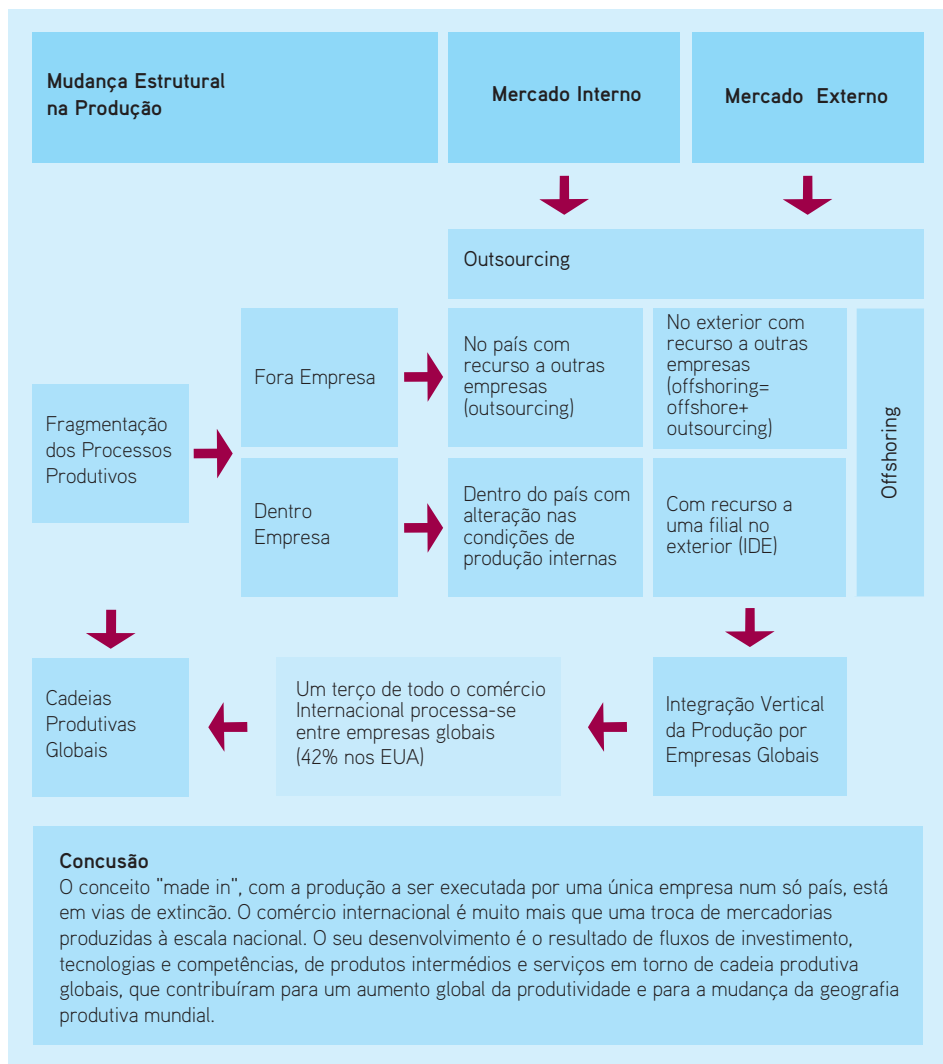 Mudança Estrutural
na Produção
Mercado Interno
Mercado Externo
Outsourcing
Fragmentação
dos Processos
Produtivos
Fora Empresa
No país com
recurso a outras
empresas
(outsourcing)
No exterior com
recurso a outras
empresas
(offshoring=
offshore+
outsourcing)
Offshoring
Dentro
Empresa
Dentro do país com
alteração nas
condições de
produção internas
Com recurso a
uma filial no
exterior (IDE)
Cadeias
Produtivas
Globais
Um terço de todo o comércio
Internacional processa-se
entre empresas globais
(42% nos EUA)
Integração Vertical
da Produção por
Empresas Globais
Concusão
O conceito "made in", com a produção a ser executada por uma única empresa num só país, está
em vias de extincão. O comércio internacional é muito mais que uma troca de mercadorias
produzidas à escala nacional. O seu desenvolvimento é o resultado de fluxos de investimento,
tecnologias e competências, de produtos intermédios e serviços em torno de cadeia produtiva
globais, que contribuíram para um aumento global da produtividade e para a mudança da geografia
produtiva mundial.